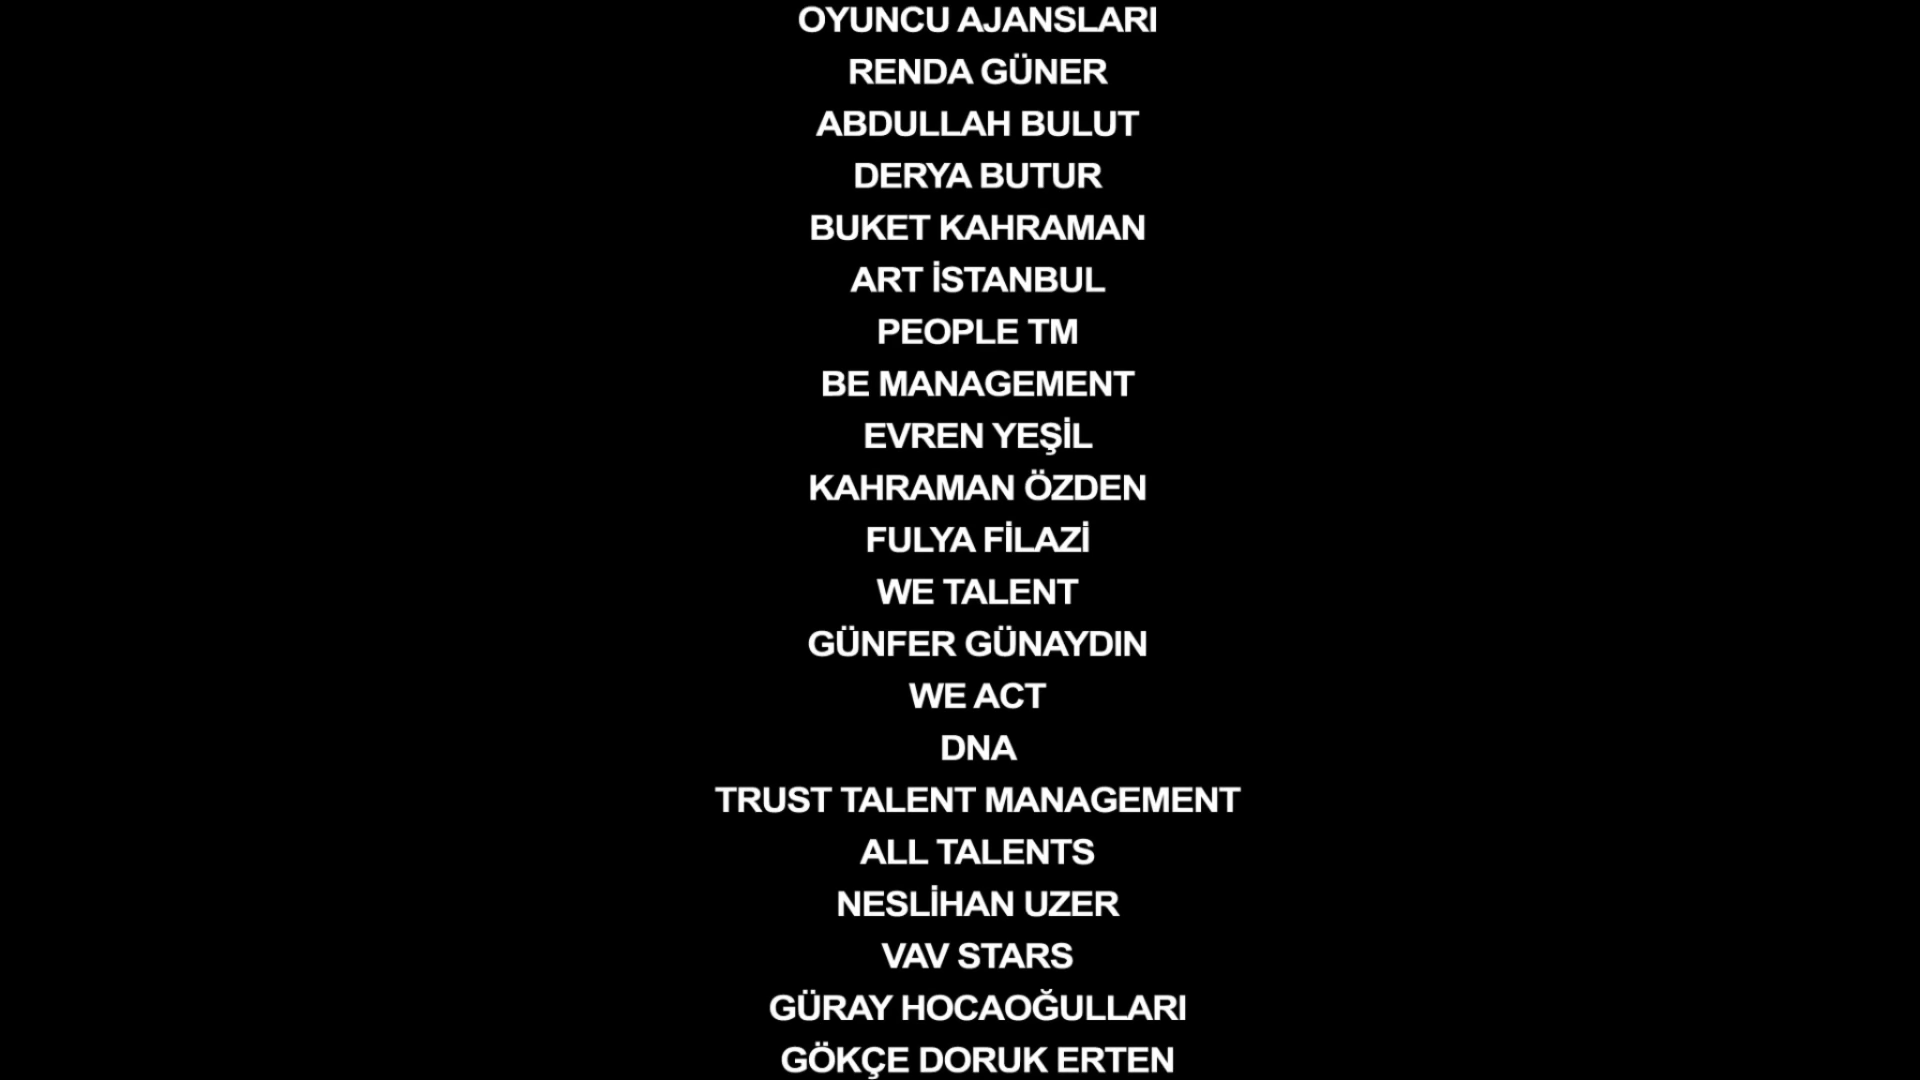 OYUNCU AJANSLARI
RENDA GÜNER
ABDULLAH BULUT
DERYA BUTUR
BUKET KAHRAMAN
ART İSTANBUL
PEOPLE TM
BE MANAGEMENT
EVREN YEŞİL
KAHRAMAN ÖZDEN
FULYA FİLAZİ
WE TALENT
GÜNFER GÜNAYDIN
WE ACT
DNA
TRUST TALENT MANAGEMENT
ALL TALENTS
NESLİHAN UZER
VAV STARS
GÜRAY HOCAOĞULLARI
GÖKÇE DORUK ERTEN